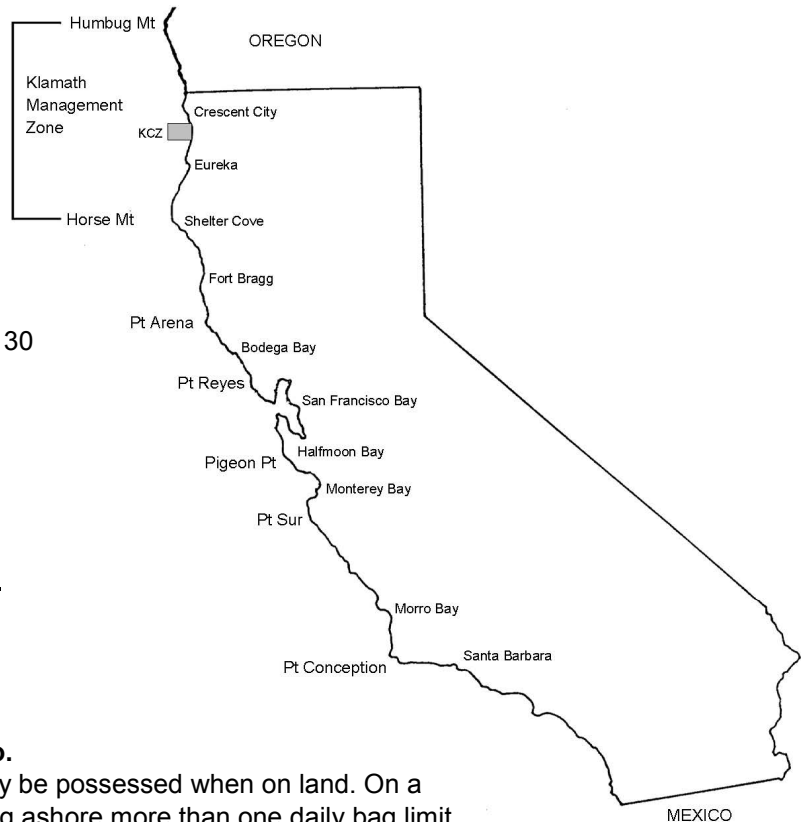 Humbug Mt
OREGON
Klamath
Management
Zone
Crescent City
KCZ
Eureka
Horse Mt
Shelter Cove
Fort Bragg
Pt Arena
30
Bodega Bay
Pt Reyes
San Francisco Bay
Halfmoon Bay
Pigeon Pt
Monterey Bay
Pt Sur
Morro Bay
Pt Conception
Santa Barbara
y be possessed when on land. On a
g ashore more than one daily bag limit
MEXICO